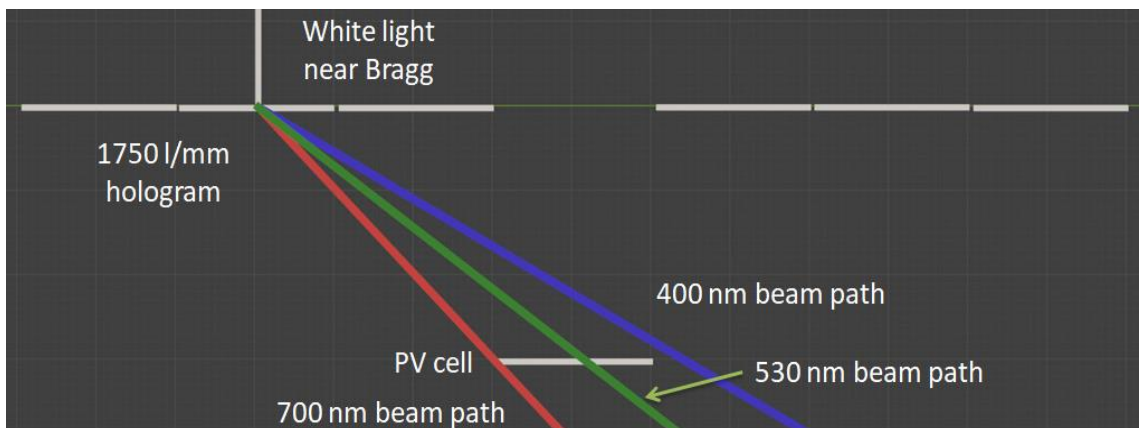 White light
near Bragg
1750 l/mm
hologram
400 nm beam path
PV cell
530 nm beam path
700 nm beam path